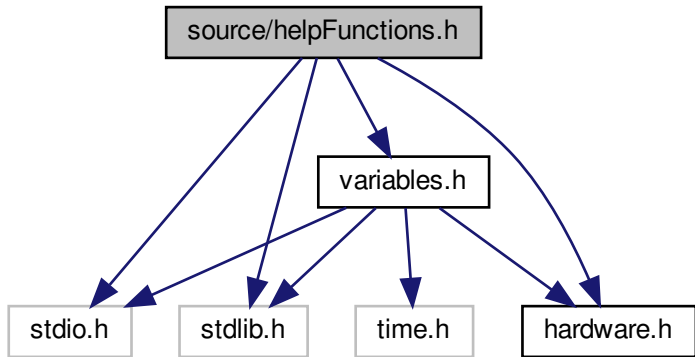 source/helpFunctions.h
variables.h
stdio.h
stdlib.h
time.h
hardware.h